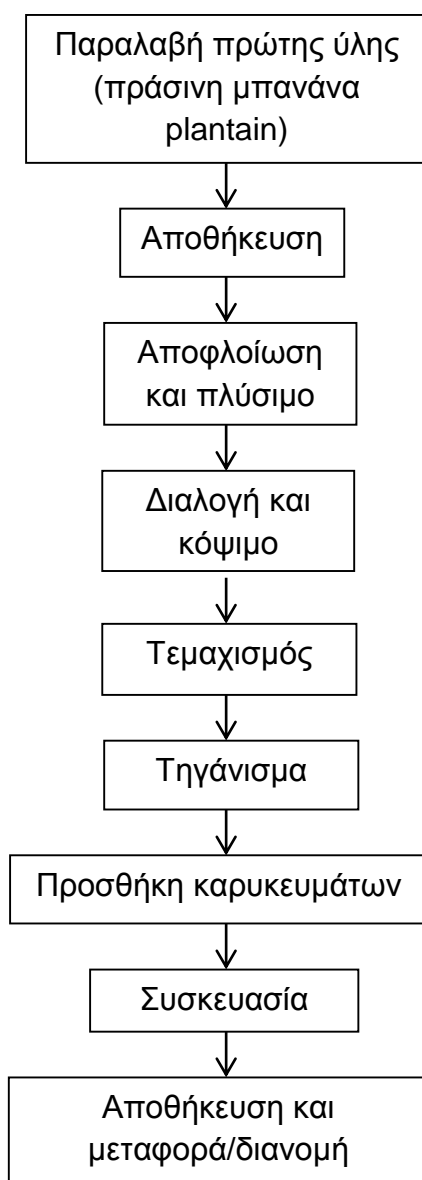 Παραλαβή πρώτης ύλης
(πράσινη μπανάνα
plantain)
Αποθήκευση
Αποφλοίωση
και πλύσιμο
Διαλογή και
κόψιμο
Τεμαχισμός
Τηγάνισμα
Προσθήκη καρυκευμάτων
Συσκευασία
Αποθήκευση και
μεταφορά/διανομή